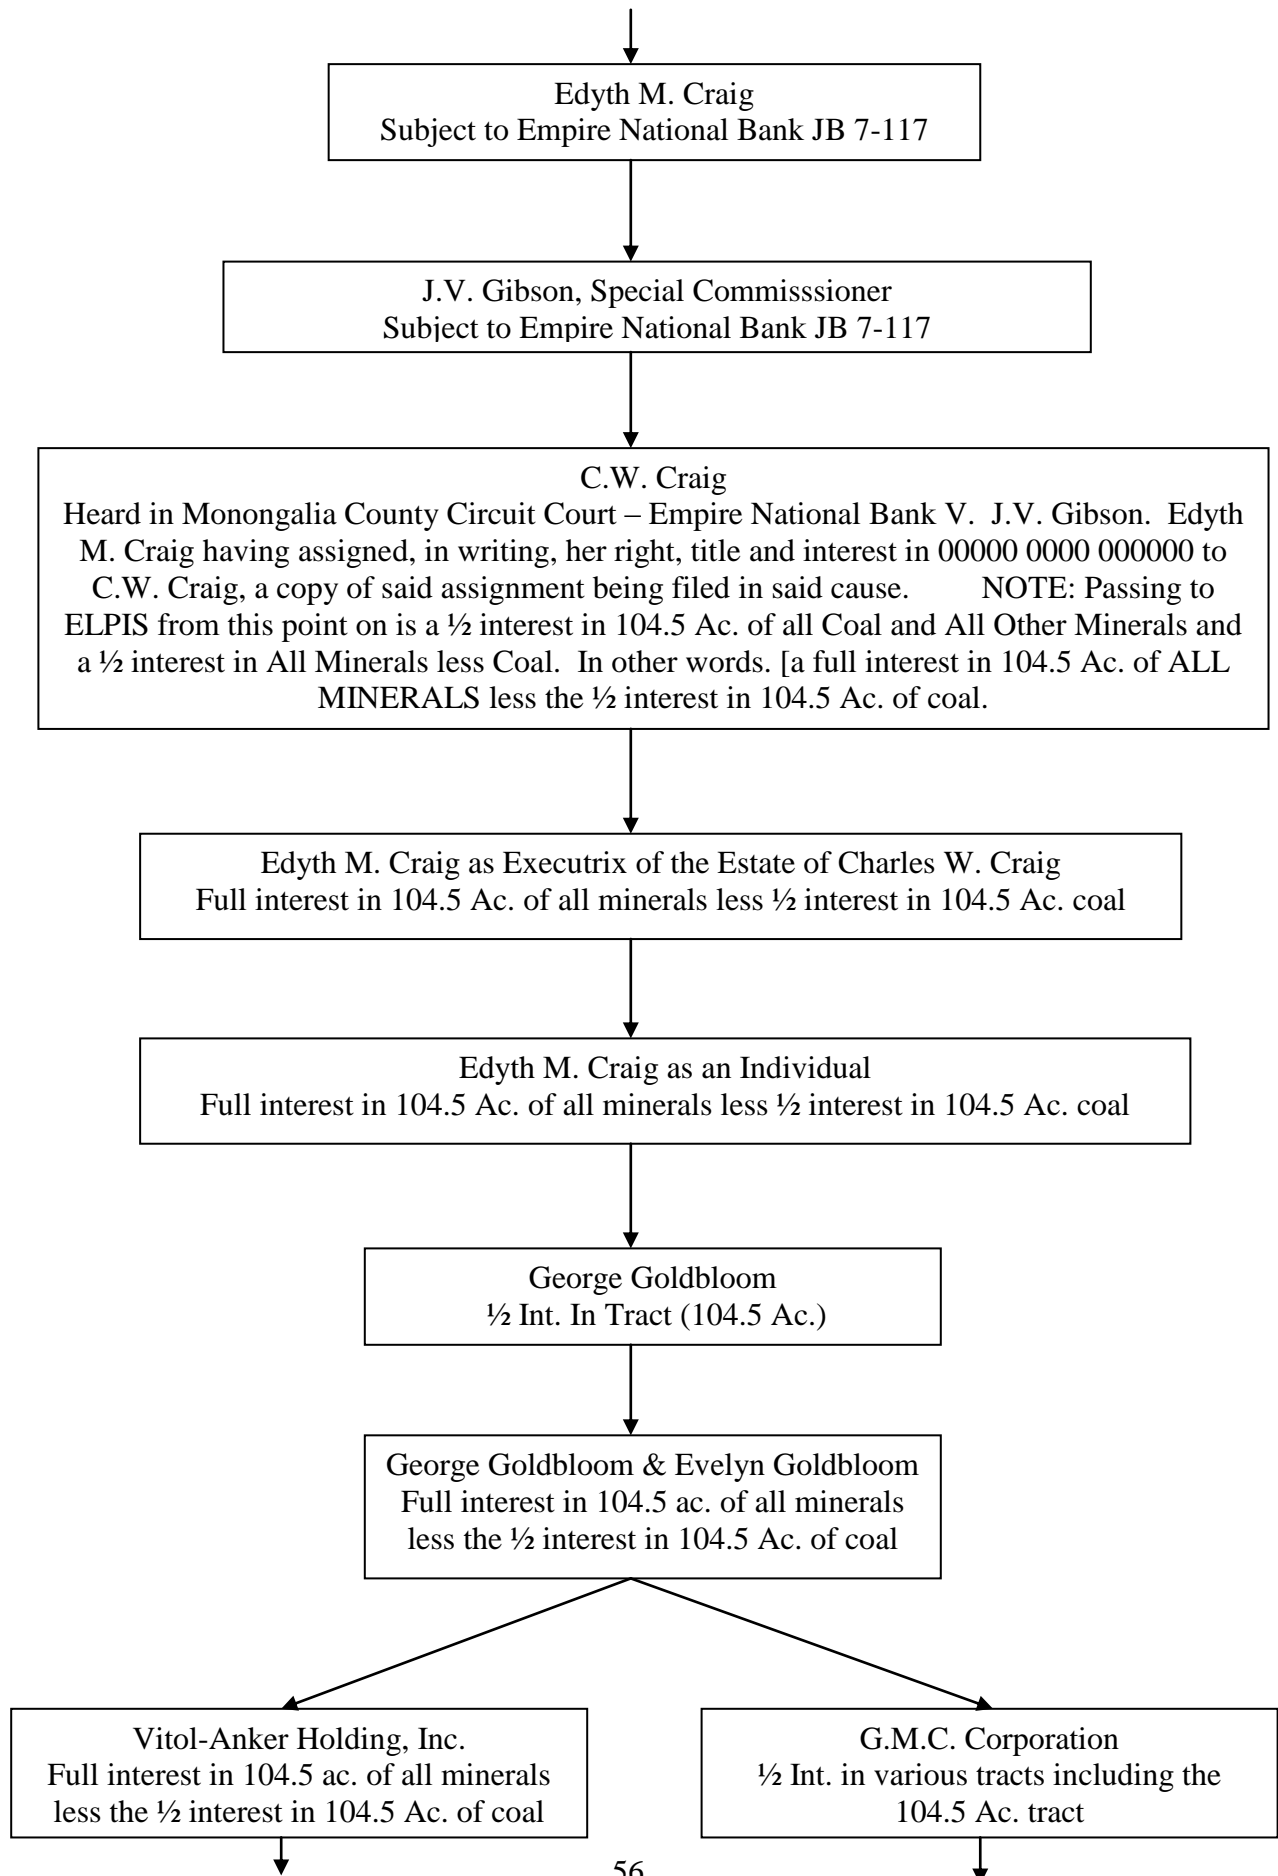 Edyth M. Craig
Subject to Empire National Bank JB 7-117
J.V. Gibson, Special Commisssioner
Subject to Empire National Bank JB 7-117
C.W. Craig
Heard in Monongalia County Circuit Court – Empire National Bank V.  J.V. Gibson.  Edyth
M. Craig having assigned, in writing, her right, title and interest in 00000 0000 000000 to
C.W. Craig, a copy of said assignment being filed in said cause.        NOTE: Passing to
ELPIS from this point on is a ½ interest in 104.5 Ac. of all Coal and All Other Minerals and
a ½ interest in All Minerals less Coal.  In other words. [a full interest in 104.5 Ac. of ALL
MINERALS less the ½ interest in 104.5 Ac. of coal.
Edyth M. Craig as Executrix of the Estate of Charles W. Craig
Full interest in 104.5 Ac. of all minerals less ½ interest in 104.5 Ac. coal
Edyth M. Craig as an Individual
Full interest in 104.5 Ac. of all minerals less ½ interest in 104.5 Ac. coal
George Goldbloom
½ Int. In Tract (104.5 Ac.)
George Goldbloom & Evelyn Goldbloom
Full interest in 104.5 ac. of all minerals
less the ½ interest in 104.5 Ac. of coal
Vitol-Anker Holding, Inc.
Full interest in 104.5 ac. of all minerals
less the ½ interest in 104.5 Ac. of coal
G.M.C. Corporation
½ Int. in various tracts including the
104.5 Ac. tract
56